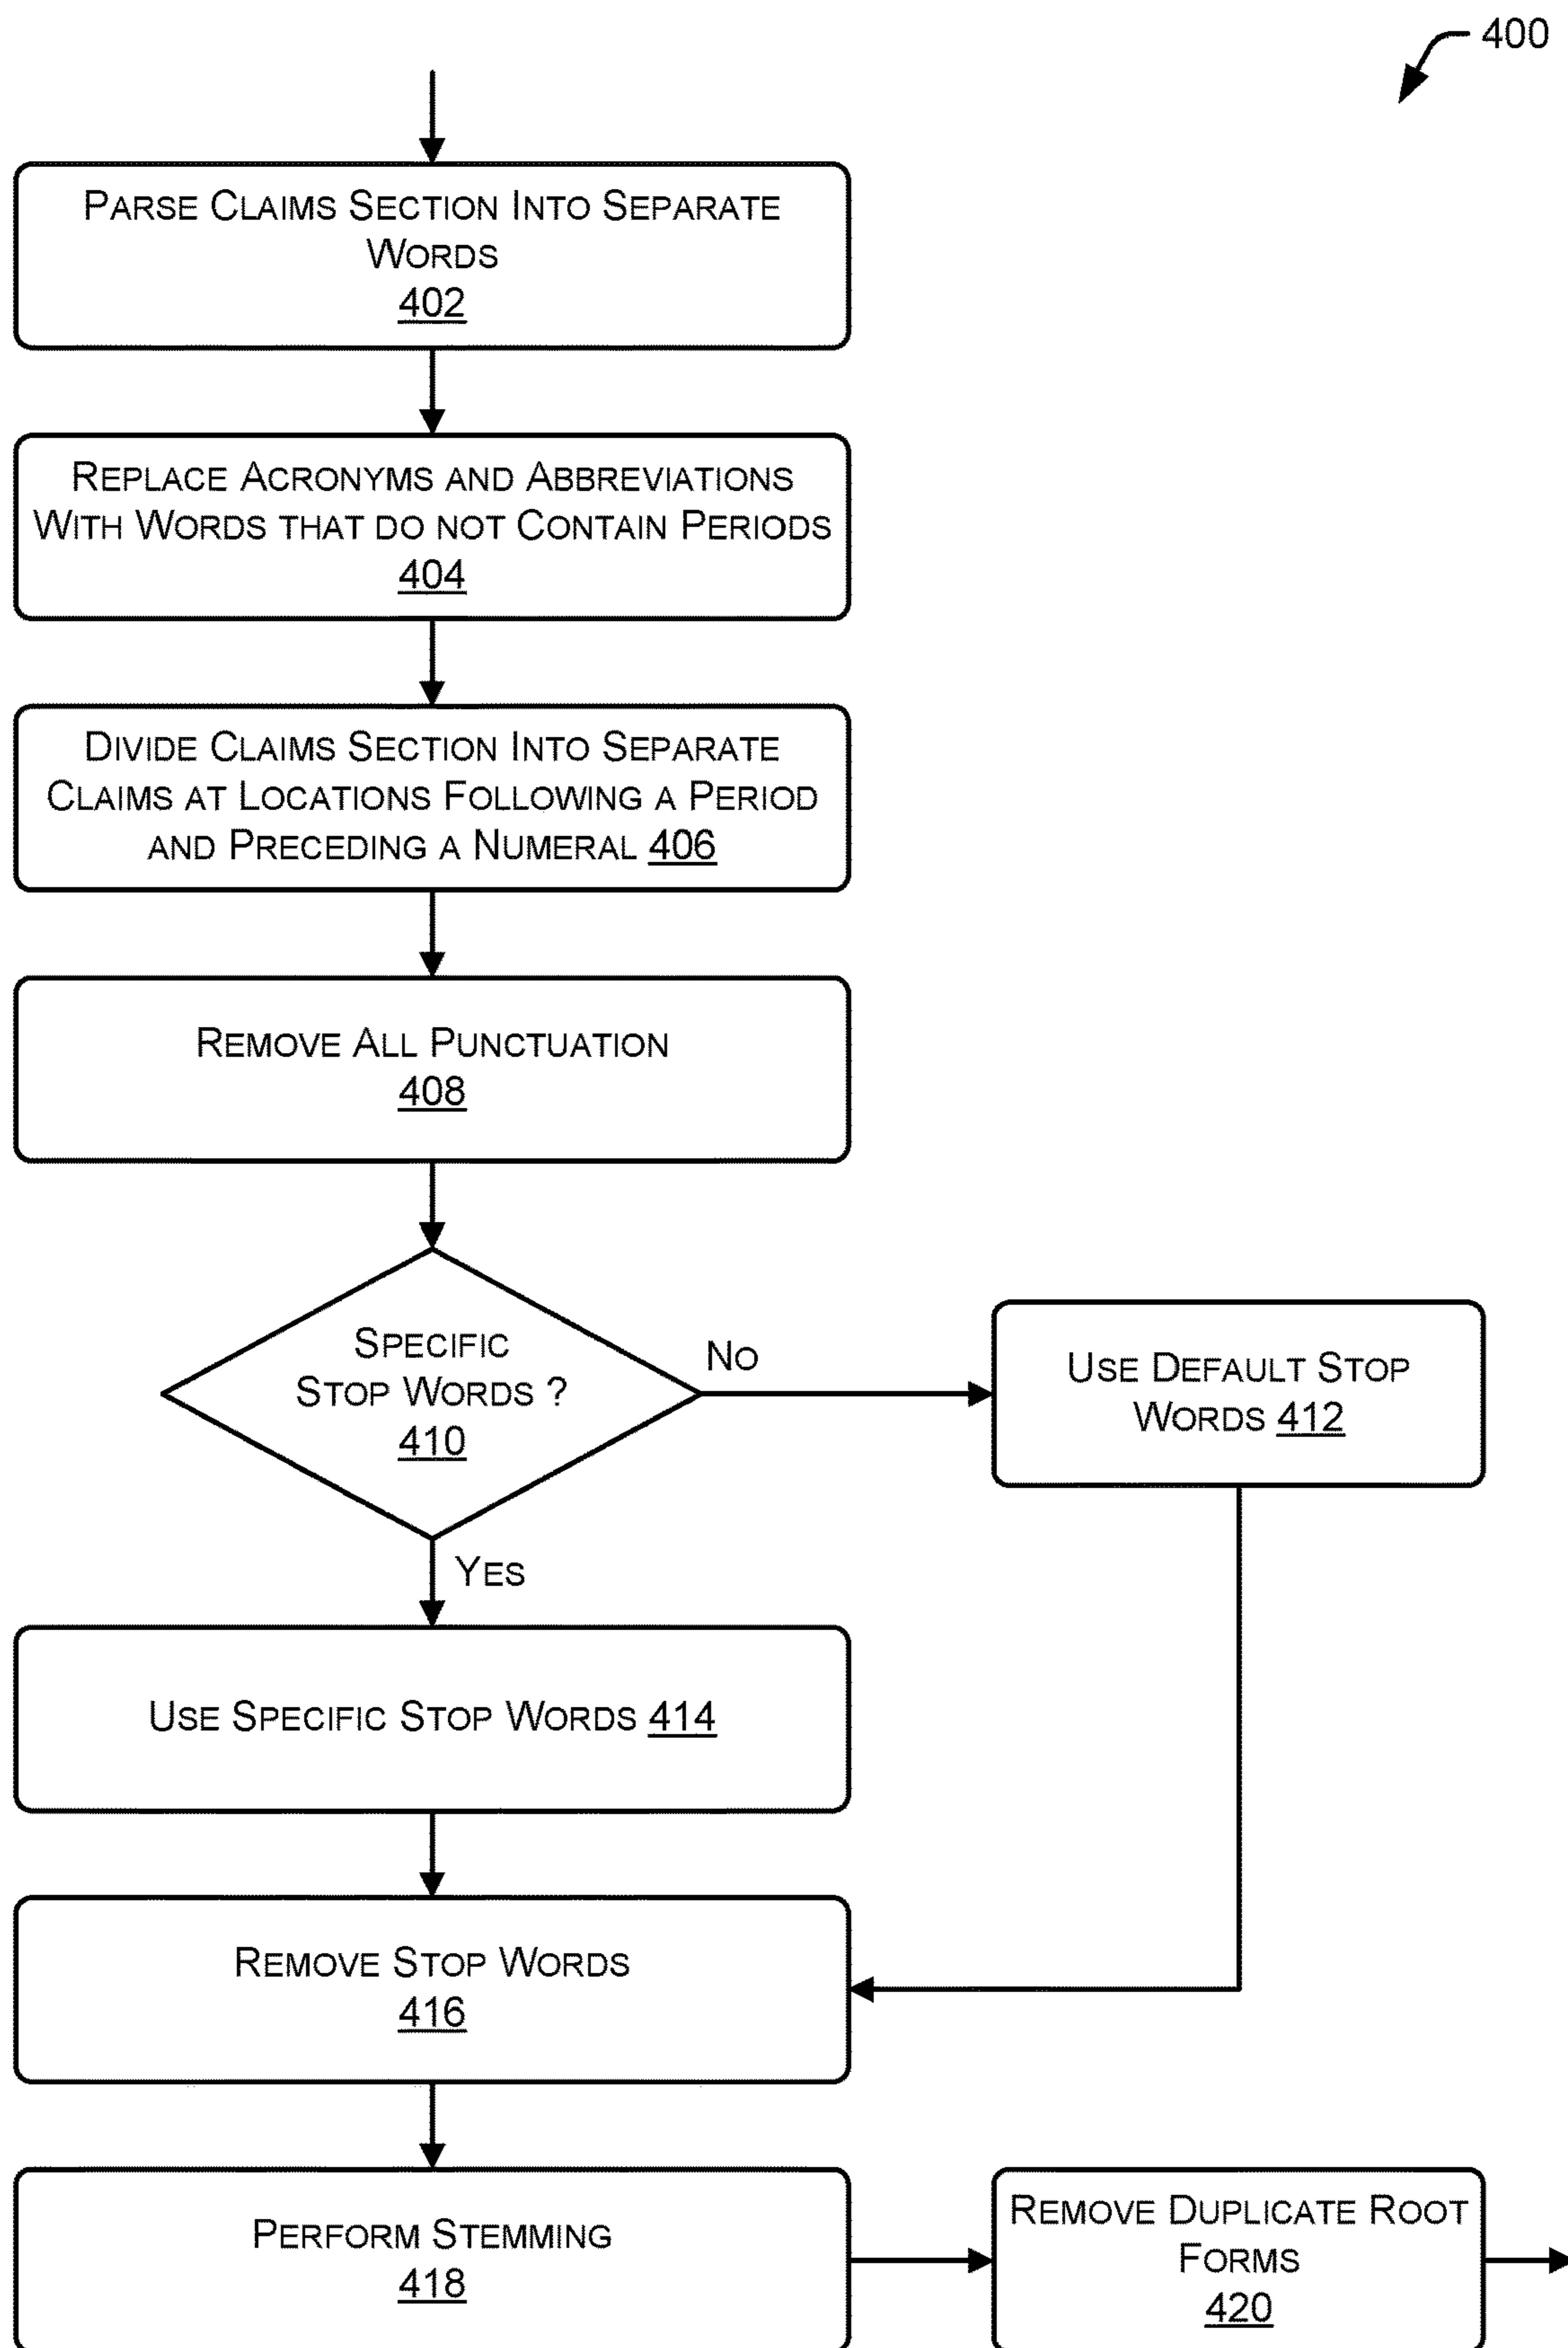 400
PARSE CLAIMS SECTION INTO SEPARATE
WORDS
402
REPLACE ACRONYMS AND ABBREVIATIONS
WITH WORDS THAT DO NOT CONTAIN PERIODS
404
DIVIDE CLAIMS SECTION INTO SEPARATE
CLAIMS AT LOCATIONS FOLLOWING A PERIOD
AND PRECEDING A NUMERAL 406
REMOVE ALL PUNCTUATION
408
SPECIFIC
STOP WORDS ?
410
NO
USE DEFAULT STOP
WORDS 412
YES
USE SPECIFIC STOP WORDS 414
REMOVE STOP WORDS
416
PERFORM STEMMING
418
REMOVE DUPLICATE ROOT
FORMS
420